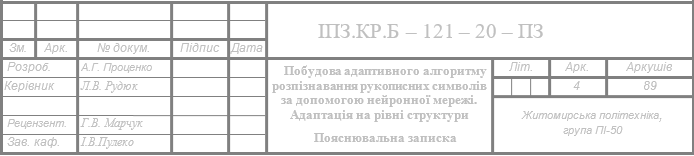 ІПЗ.КР.Б – 121 – 20 – ПЗ
Зм. Арк. № докум. Підпис Дата
Розроб. А.Г. Проценко
Керівник Л.В. Рудюк
Рецензент. Г.В. Марчук
Зав. каф. І.В.Пулеко
Побудова адаптивного алгоритму
розпізнавання рукописних символів
за допомогою нейронної мережі.
Адаптація на рівні структури
Пояснювальна записка
Літ. Арк. Аркушів
4 89
Житомирська політехніка,
група ПІ-50